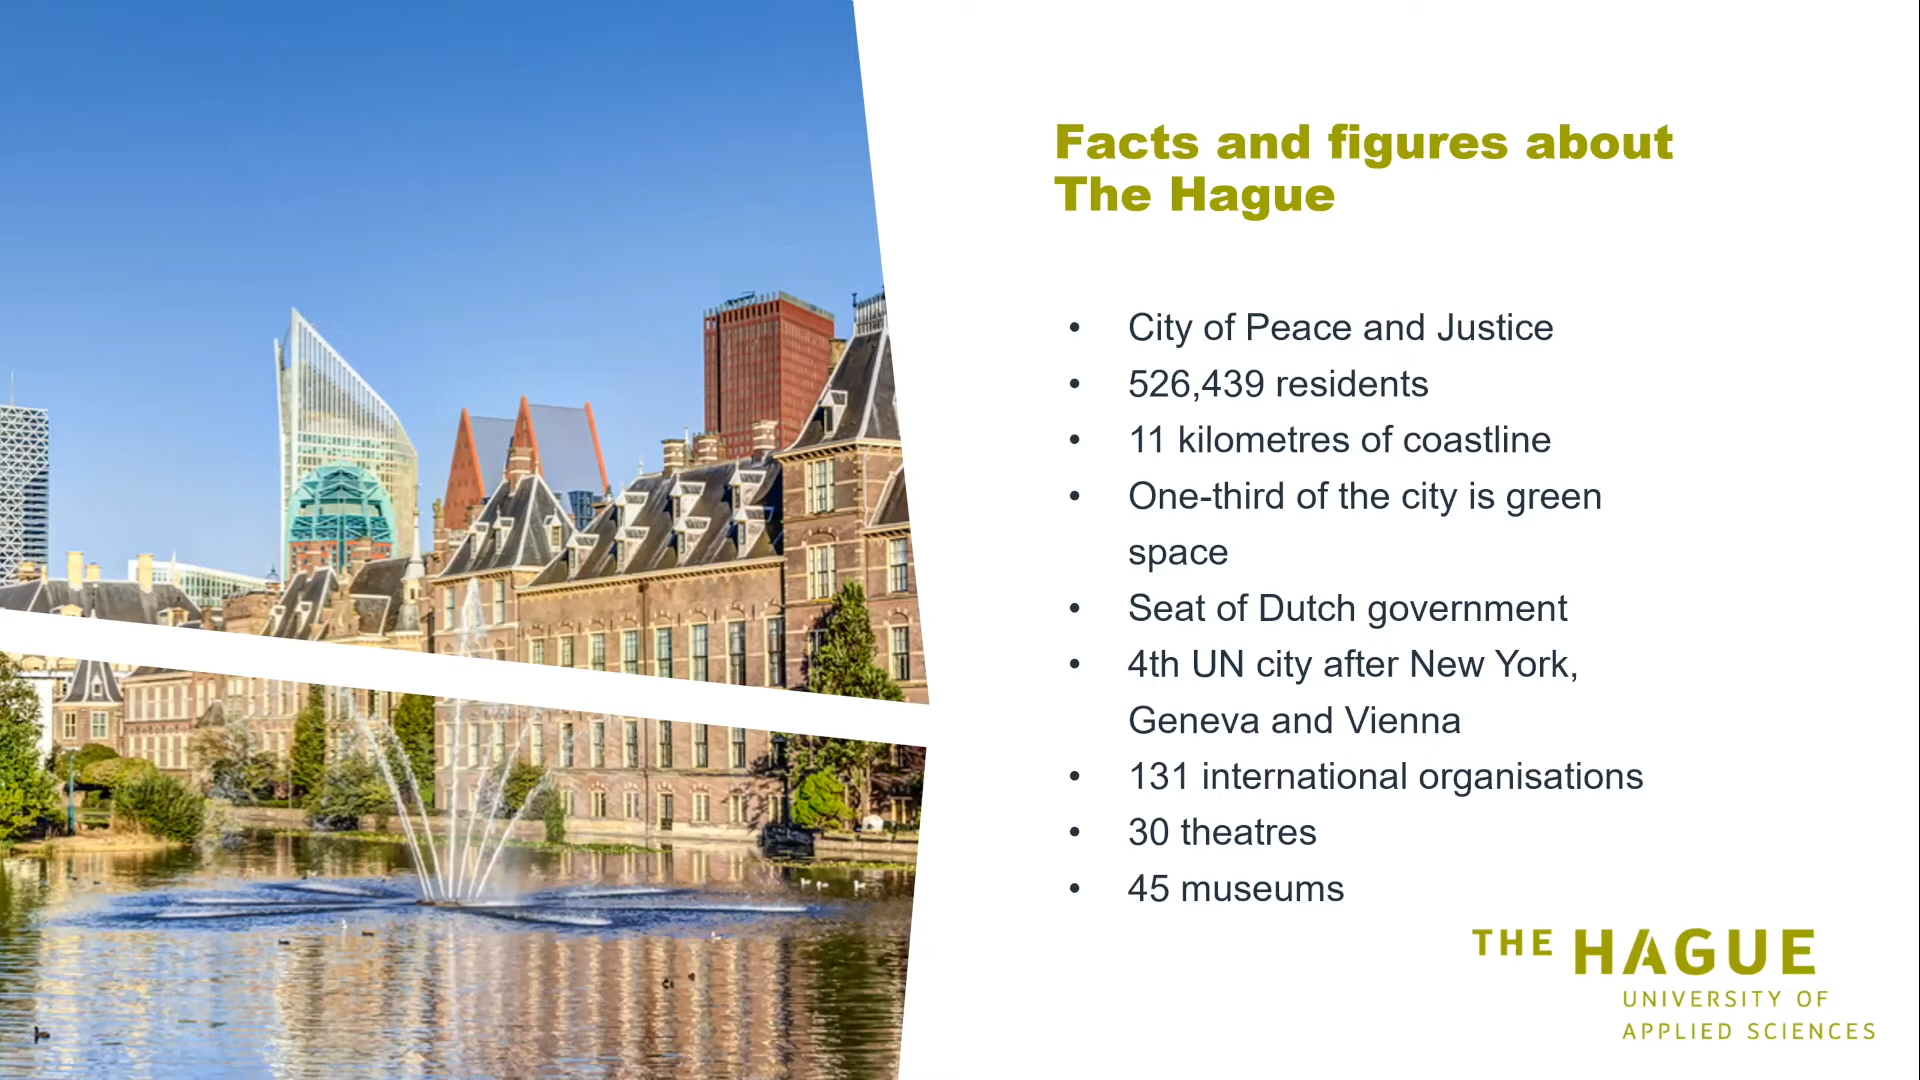 Facts and figures about
The Hague
• City of Peace and Justice
• 526,439 residents
• 11 kilometres of coastline
• One-third of the city is green
space
• Seat of Dutch government
• 4th UN city after New York,
Geneva and Vienna
• 131 international organisations
• 30 theatres
• 45 museums
THE HAGUE
UNIVERSITY OF
APPLIED SCIENCES